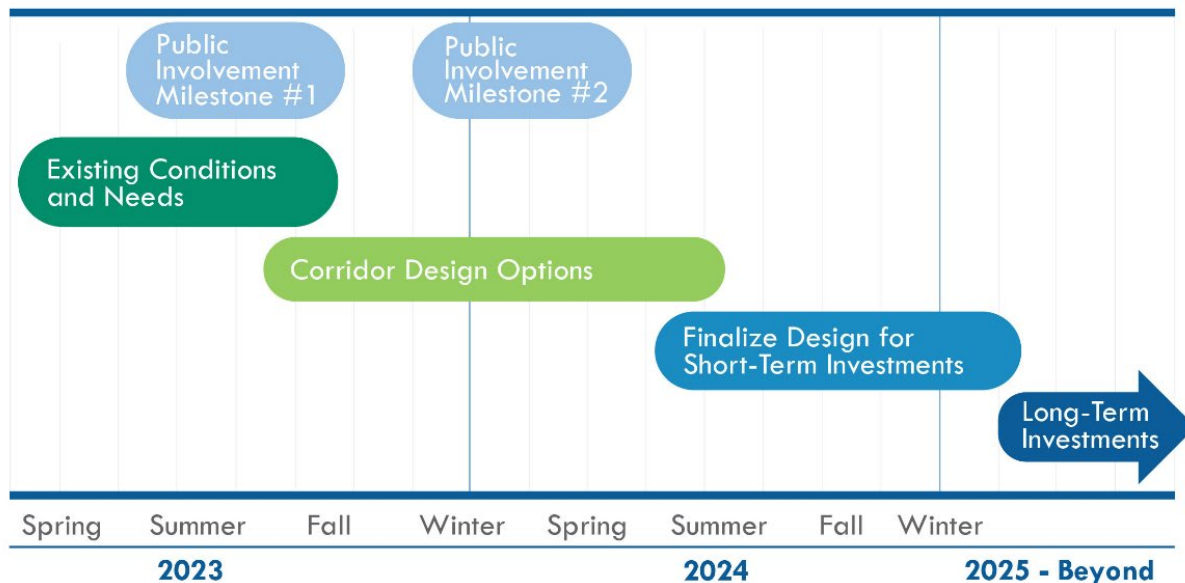 Public
Involvement
Milestone #1
Public
Involvement
Milestone #2
Existing Conditions
and Needs
Corridor Design Options
Finalize Design for
Short-Term Investments
Long-Term
Investments
Spring Summer Fall Winter Spring Summer Fall Winter
2023 2024 2025 - Beyond